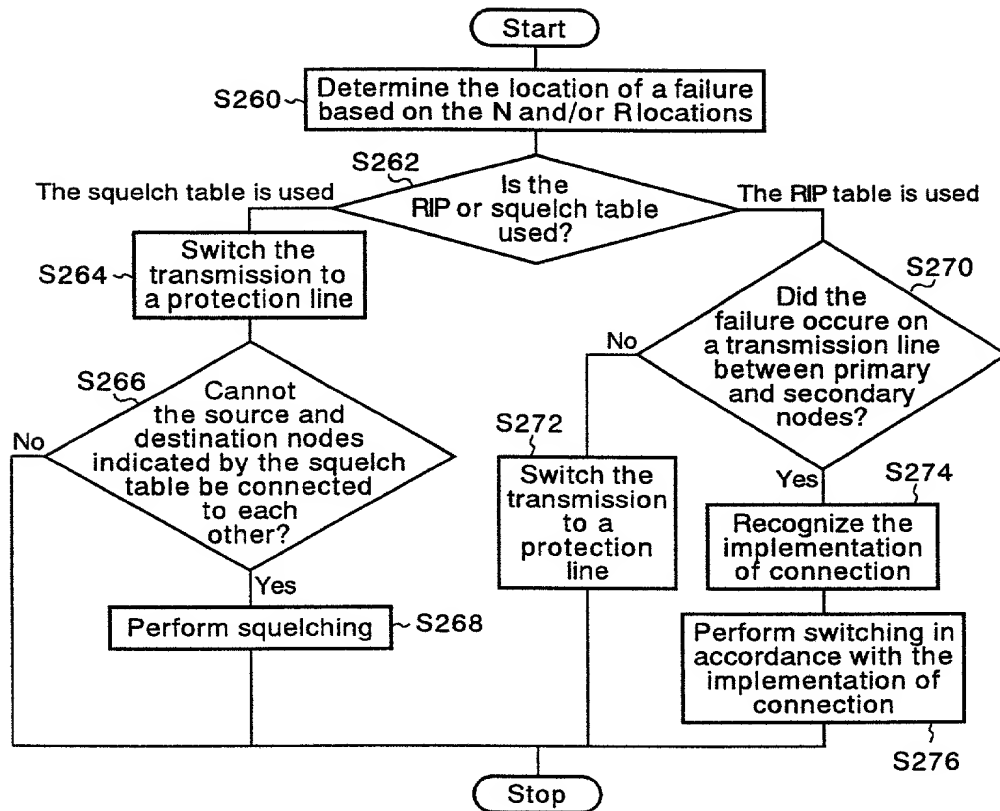 Start
S260
Determine the location of a failure
based on the N and/or R locations
S262
Is the
RIP or squelch table
used?
The squelch table is used
The RIP table is used
S264
Switch the
transmission to
a protection line
S270
Did the
failure occure on
a transmission line
between primary
and secondary
nodes?
No
Yes
S266
Cannot
the source and
destination nodes
indicated by the squelch
table be connected
to each
other?
No
Yes
S272
Switch the
transmission
to a
protection
line
S274
Recognize the
implementation
of connection
Perform squelching
S268
Perform switching in
accordance with the
implementation of
connection
S276
Stop